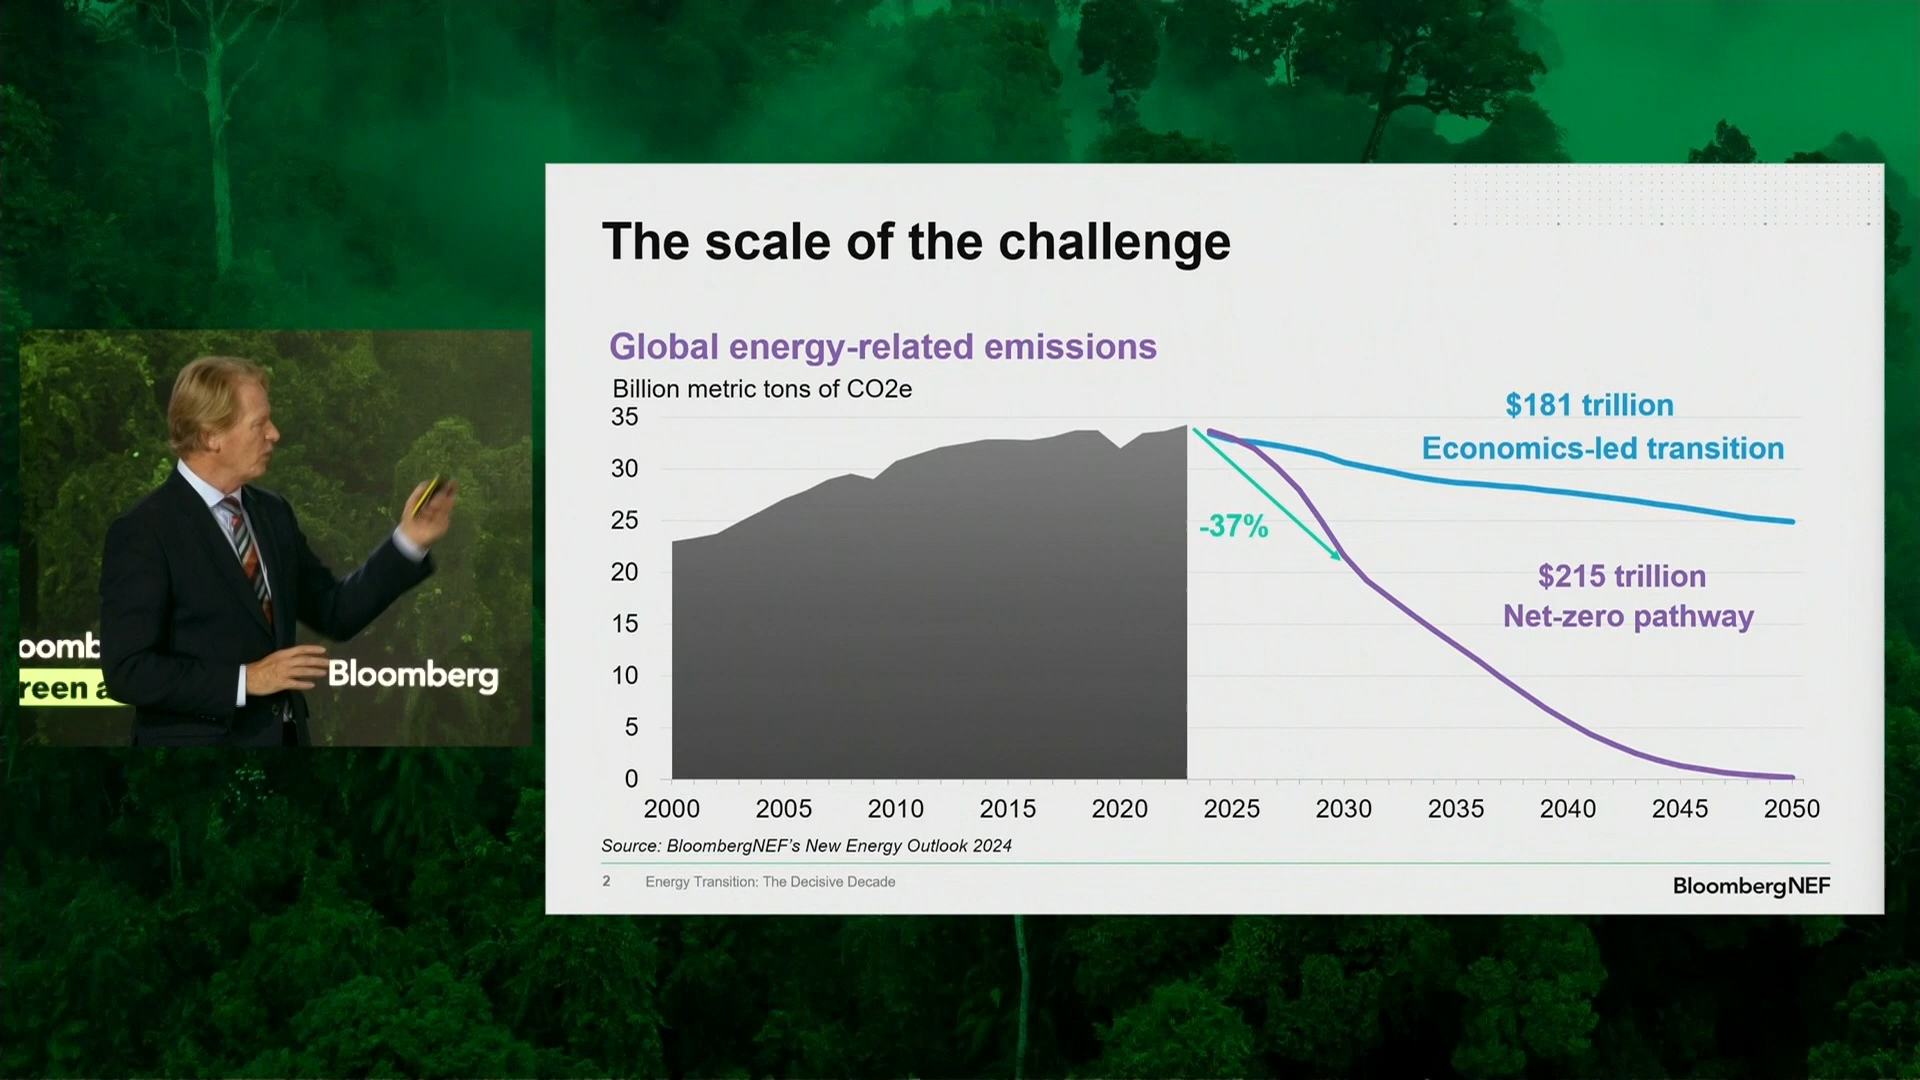 The scale of the challenge
Global energy-related emissions
Billion metric tons of CO2e
35
30
25
20
15
10
5
0
$181 trillion
Economics-led transition
-37%
$215 trillion
Net-zero pathway
2000 2005 2010 2015 2020 2025 2030 2035 2040 2045 2050
Source: BloombergNEF's New Energy Outlook 2024
2 Energy Transition: The Decisive Decade
BloombergNEF
oomb
reen a
Bloomberg